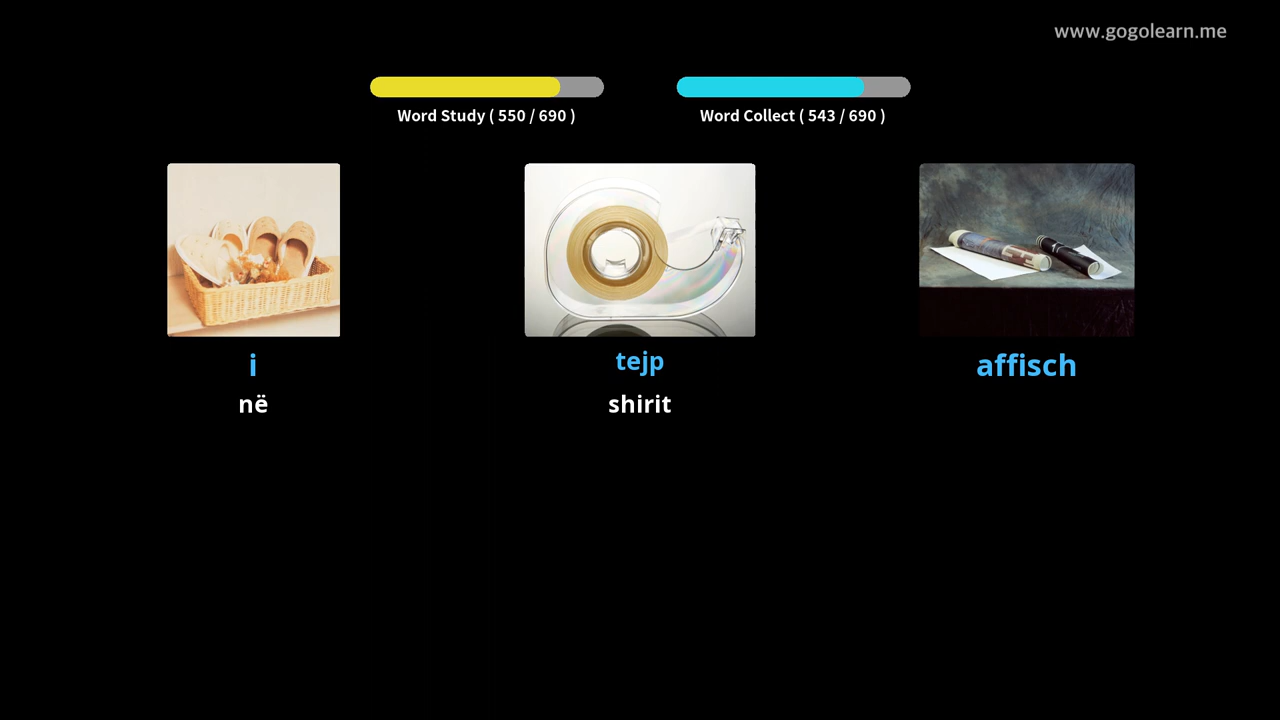 www.gogolearn.me
Word Study ( 550 / 690 )
Word Collect ( 543 / 690 )
i
tejp
affisch
në
shirit